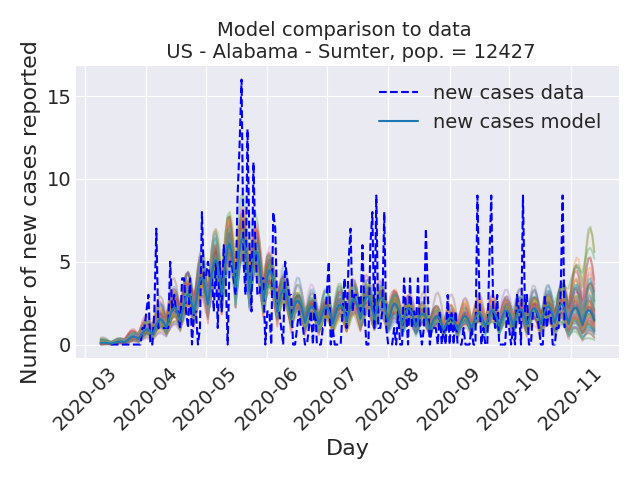 Model comparison to data
US - Alabama - Sumter, pop. = 12427
Number of new cases reported
15
10
5
0
new cases data
new cases model
2020-03
2020-04
2020-05
2020-06
2020-07
2020-08
2020-09
2020-10
2020-11
Day